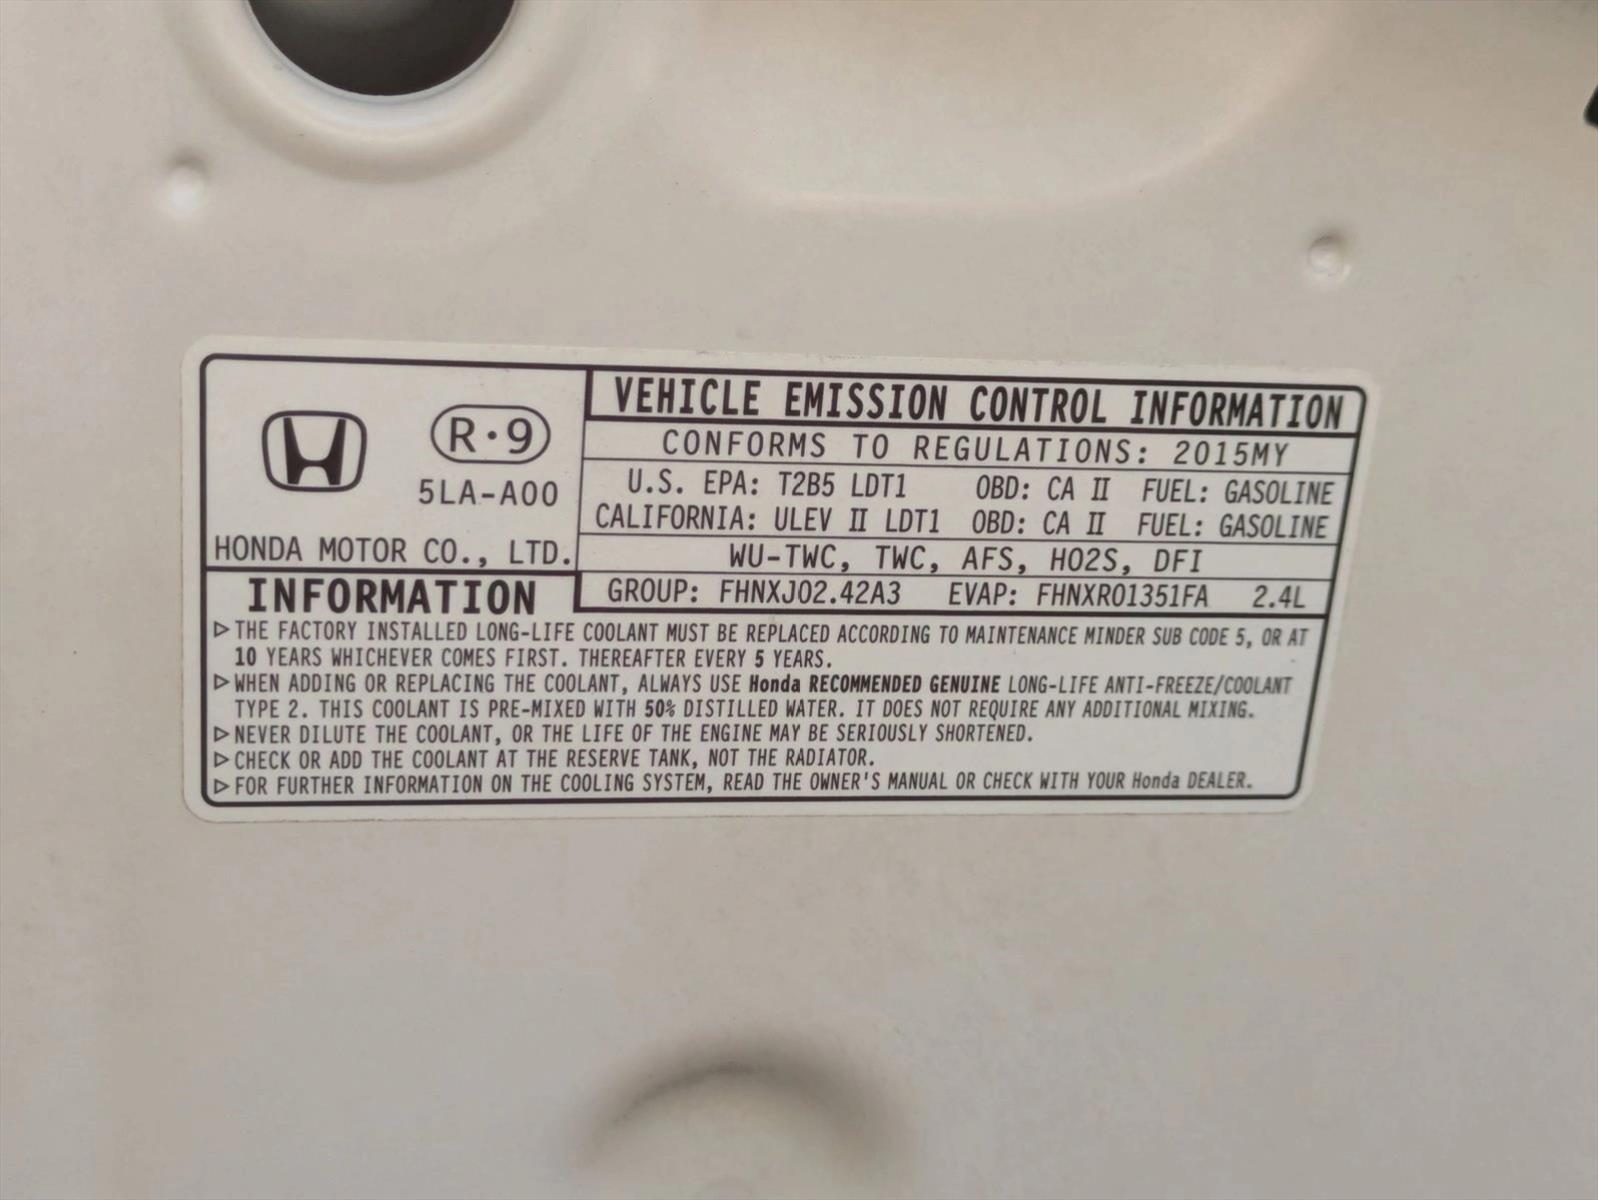 R·9
5LA-A00
HONDA MOTOR CO., LTD.
VEHICLE EMISSION CONTROL INFORMATION
CONFORMS TO REGULATIONS: 2015MY
U.S. EPA: T2B5 LDT1 OBD: CA II FUEL: GASOLINE
CALIFORNIA: ULEV II LDT1 OBD: CA II FUEL: GASOLINE
WU-TWC, TWC, AFS, HO2S, DFI
GROUP: FHNXJ02.42A3 EVAP: FHNXR01351FA 2.4L
INFORMATION
▷THE FACTORY INSTALLED LONG-LIFE COOLANT MUST BE REPLACED ACCORDING TO MAINTENANCE MINDER SUB CODE 5, OR AT
10 YEARS WHICHEVER COMES FIRST. THEREAFTER EVERY 5 YEARS.
▷WHEN ADDING OR REPLACING THE COOLANT, ALWAYS USE Honda RECOMMENDED GENUINE LONG-LIFE ANTI-FREEZE/COOLANT
TYPE 2. THIS COOLANT IS PRE-MIXED WITH 50% DISTILLED WATER. IT DOES NOT REQUIRE ANY ADDITIONAL MIXING.
▷NEVER DILUTE THE COOLANT, OR THE LIFE OF THE ENGINE MAY BE SERIOUSLY SHORTENED.
▷CHECK OR ADD THE COOLANT AT THE RESERVE TANK, NOT THE RADIATOR.
▷FOR FURTHER INFORMATION ON THE COOLING SYSTEM, READ THE OWNER'S MANUAL OR CHECK WITH YOUR Honda DEALER.